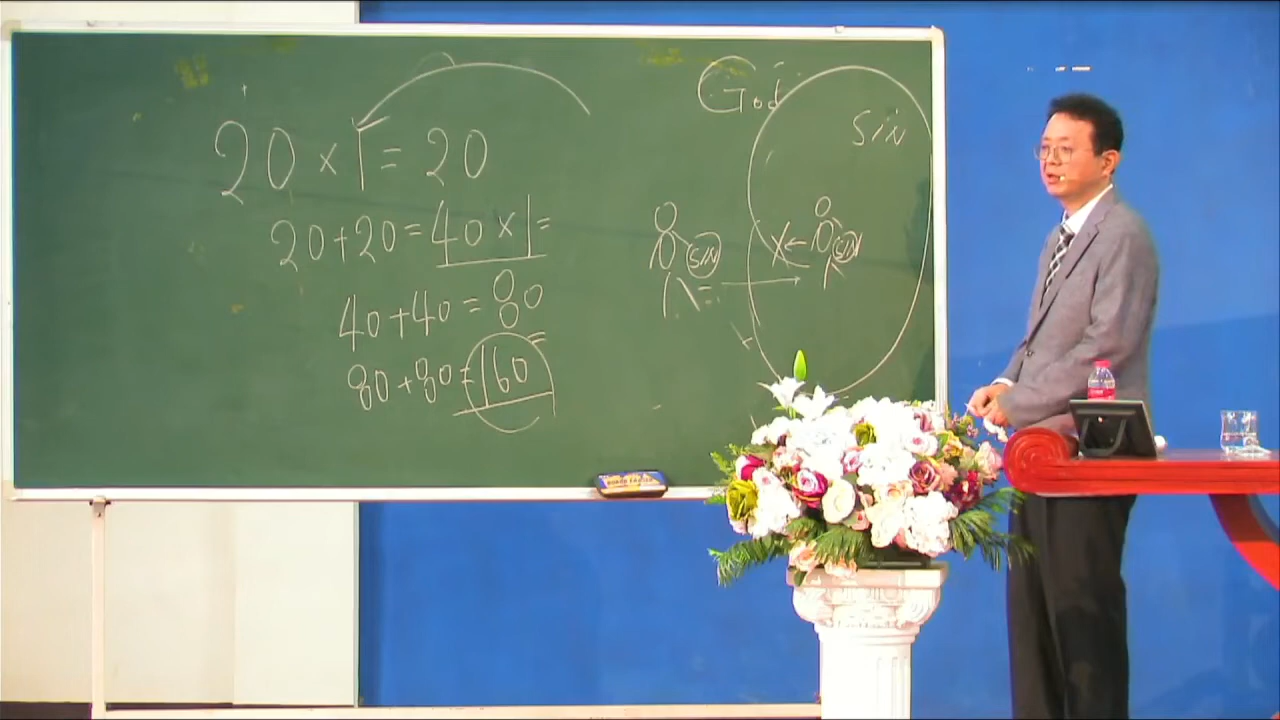 20 × 1 = 20
20+20=40 × 1=
40+40=80
80+80=160
God
sin
sin
sin